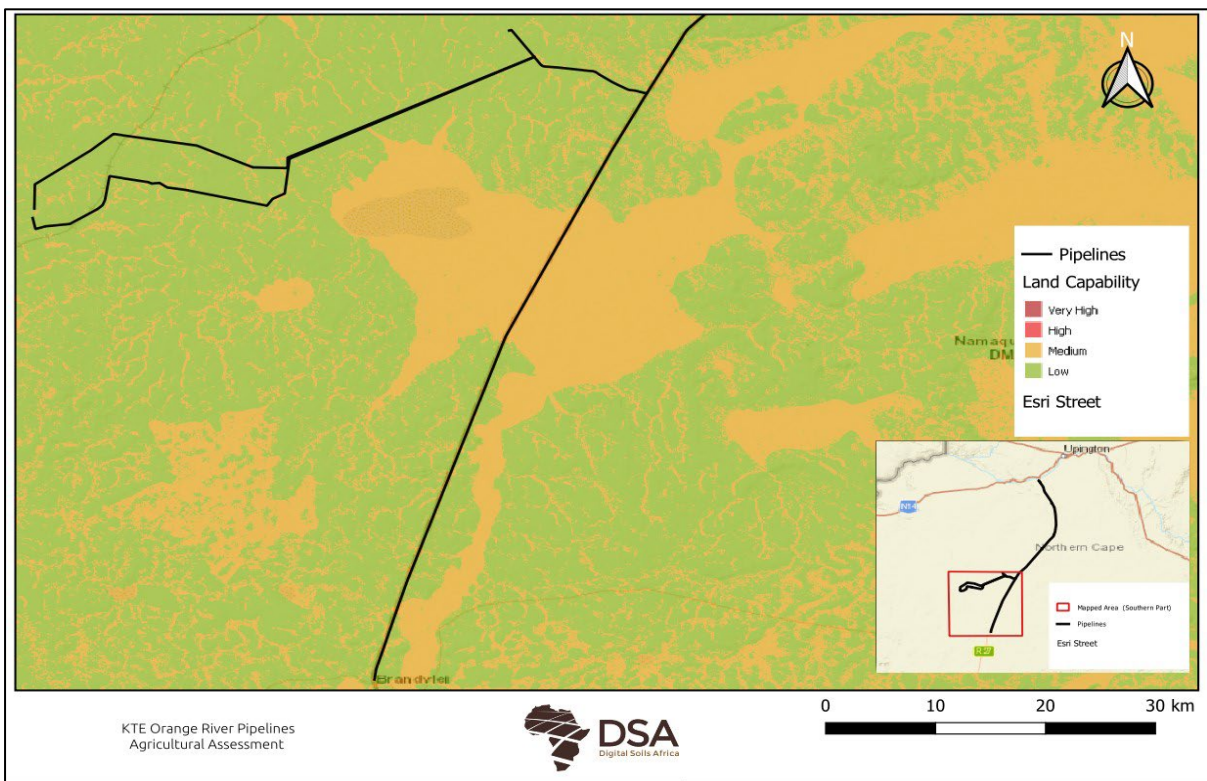 N
Pipelines
Land Capability
Very High
High
Medium
Low
Esri Street
Namaqu
DM
Brandvlei
Upington
N14
Northern Cape
Mapped Area (Southern Part)
Pipelines
Esri Street
R 27
KTE Orange River Pipelines
Agricultural Assessment
DSA
Digital Soils Africa
0 10 20 30 km